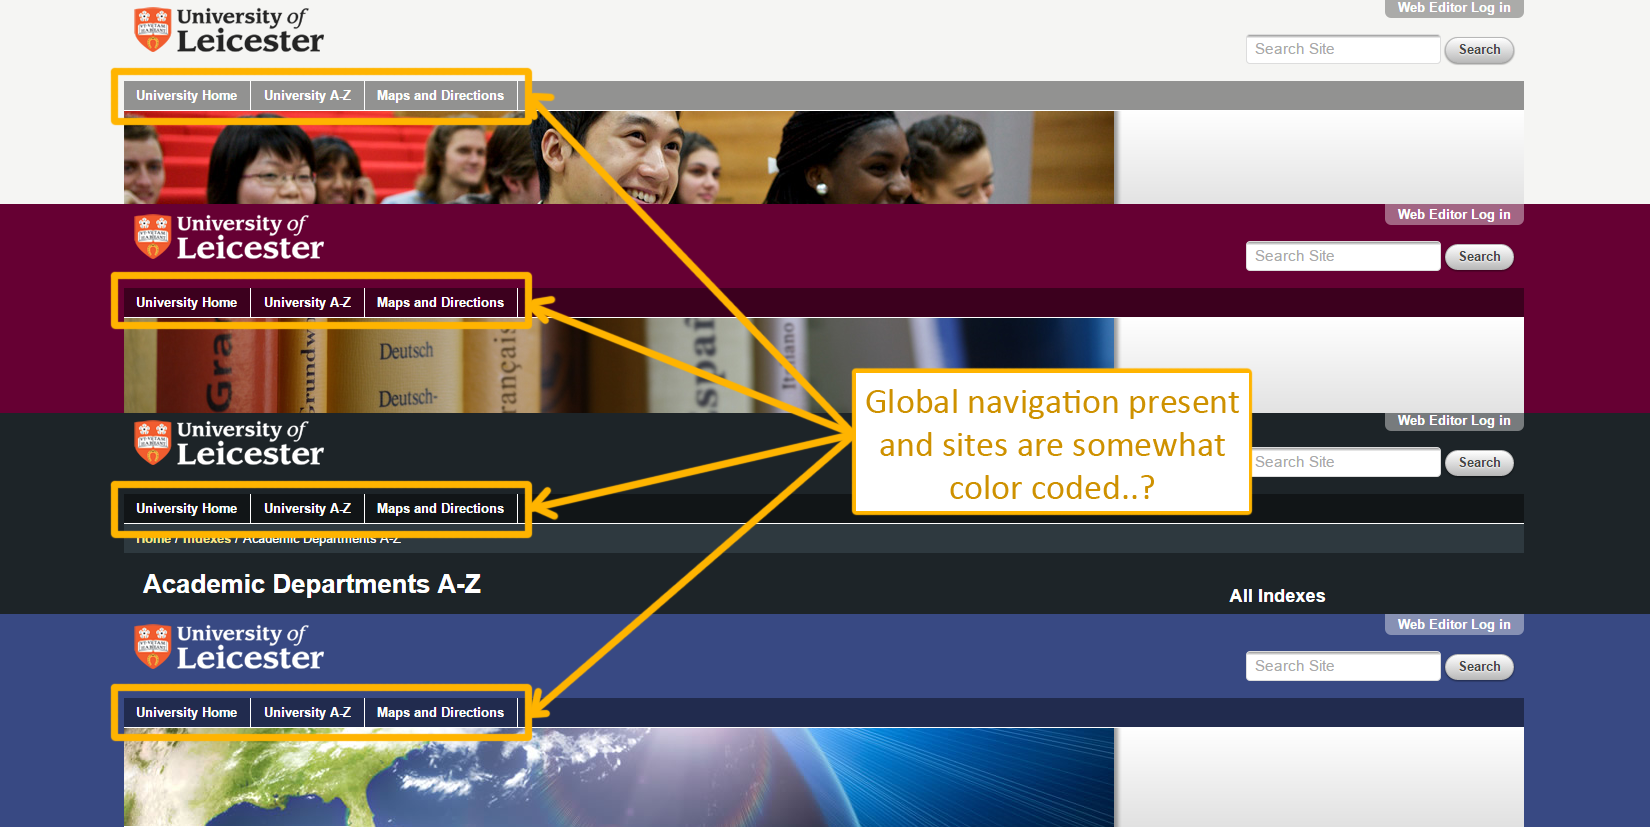 University of
Leicester
Web Editor Log in
Search Site
Search
University Home
University A-Z
Maps and Directions
University of
Leicester
Web Editor Log in
Search Site
Search
University Home
University A-Z
Maps and Directions
Deutsch
Deutsch-
Grundw
rançais
Italiano
Global navigation present
and sites are somewhat
color coded..?
University of
Leicester
Web Editor Log in
Search Site
Search
University Home
University A-Z
Maps and Directions
Home / Indexes / Academic Departments A-Z
Academic Departments A-Z
All Indexes
University of
Leicester
Web Editor Log in
Search Site
Search
University Home
University A-Z
Maps and Directions